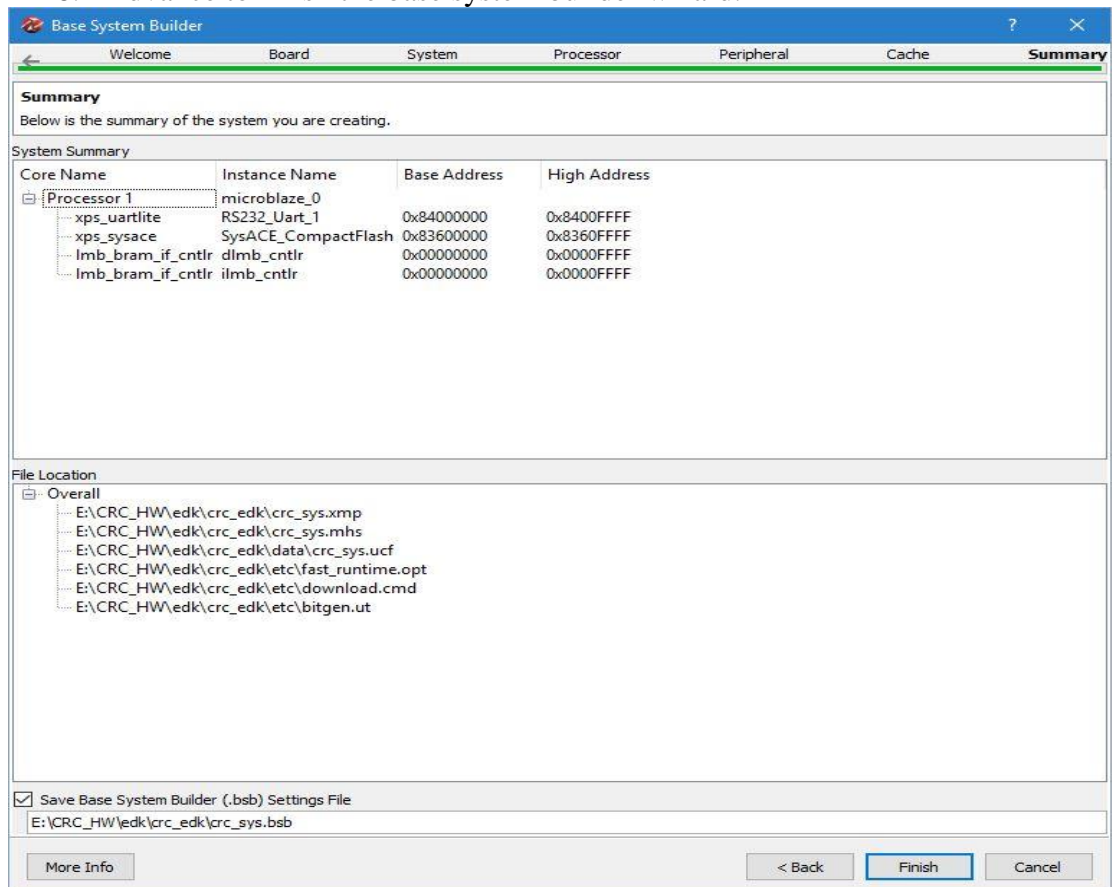 Base System Builder ? ×
Welcome Board System Processor Peripheral Cache Summary
Summary
Below is the summary of the system you are creating.
System Summary
Core Name Instance Name Base Address High Address
Processor 1 microblaze_0
xps_uartlite RS232_Uart_1 0x84000000 0x8400FFFF
xps_sysace SysACE_CompactFlash 0x83600000 0x8360FFFF
lmb_bram_if_cntlr dlmb_cntlr 0x00000000 0x0000FFFF
lmb_bram_if_cntlr ilmb_cntlr 0x00000000 0x0000FFFF
File Location
Overall
E:\CRC_HW\edk\crc_edk\crc_sys.xmp
E:\CRC_HW\edk\crc_edk\crc_sys.mhs
E:\CRC_HW\edk\crc_edk\data\crc_sys.ucf
E:\CRC_HW\edk\crc_edk\etc\fast_runtime.opt
E:\CRC_HW\edk\crc_edk\etc\download.cmd
E:\CRC_HW\edk\crc_edk\etc\bitgen.ut
Save Base System Builder (.bsb) Settings File
E:\CRC_HW\edk\crc_edk\crc_sys.bsb
More Info < Back Finish Cancel